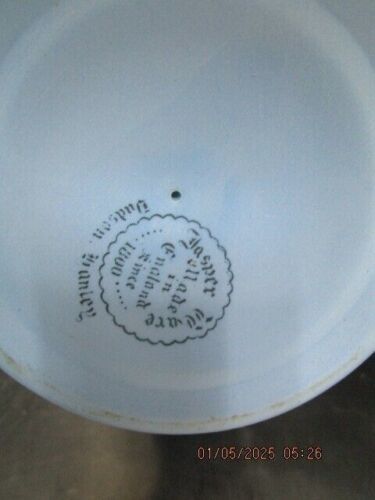 Jasper Ware
Made
in
England
Since
1800
Dudson. Hanley
01/05/2025 05:26